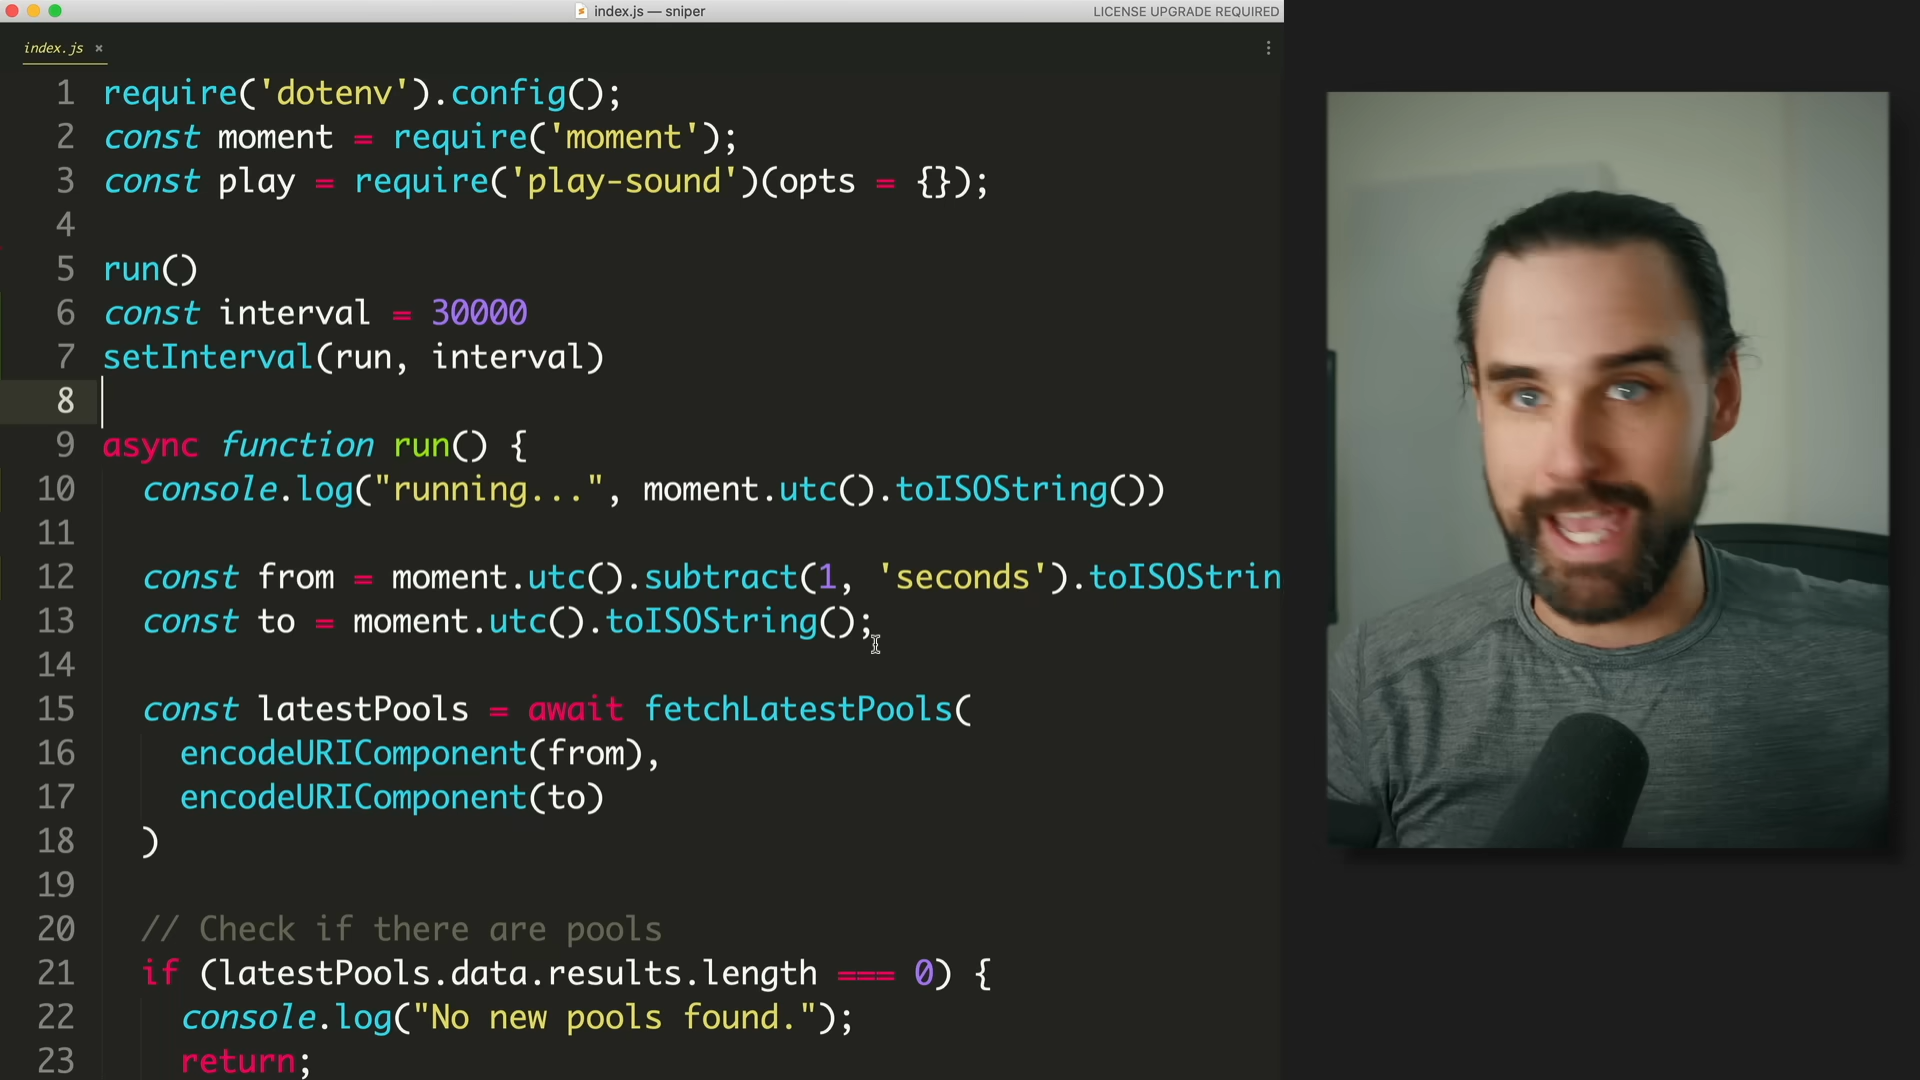 index.js — sniper
LICENSE UPGRADE REQUIRED
index.js ×
1 require('dotenv').config();
2 const moment = require('moment');
3 const play = require('play-sound')(opts = {});
4
5 run()
6 const interval = 30000
7 setInterval(run, interval)
8
9 async function run() {
10 console.log("running...", moment.utc().toISOString())
11
12 const from = moment.utc().subtract(1, 'seconds').toISOStrin
13 const to = moment.utc().toISOString();
14
15 const latestPools = await fetchLatestPools(
16 encodeURIComponent(from),
17 encodeURIComponent(to)
18 )
19
20 // Check if there are pools
21 if (latestPools.data.results.length === 0) {
22 console.log("No new pools found.");
23 return;